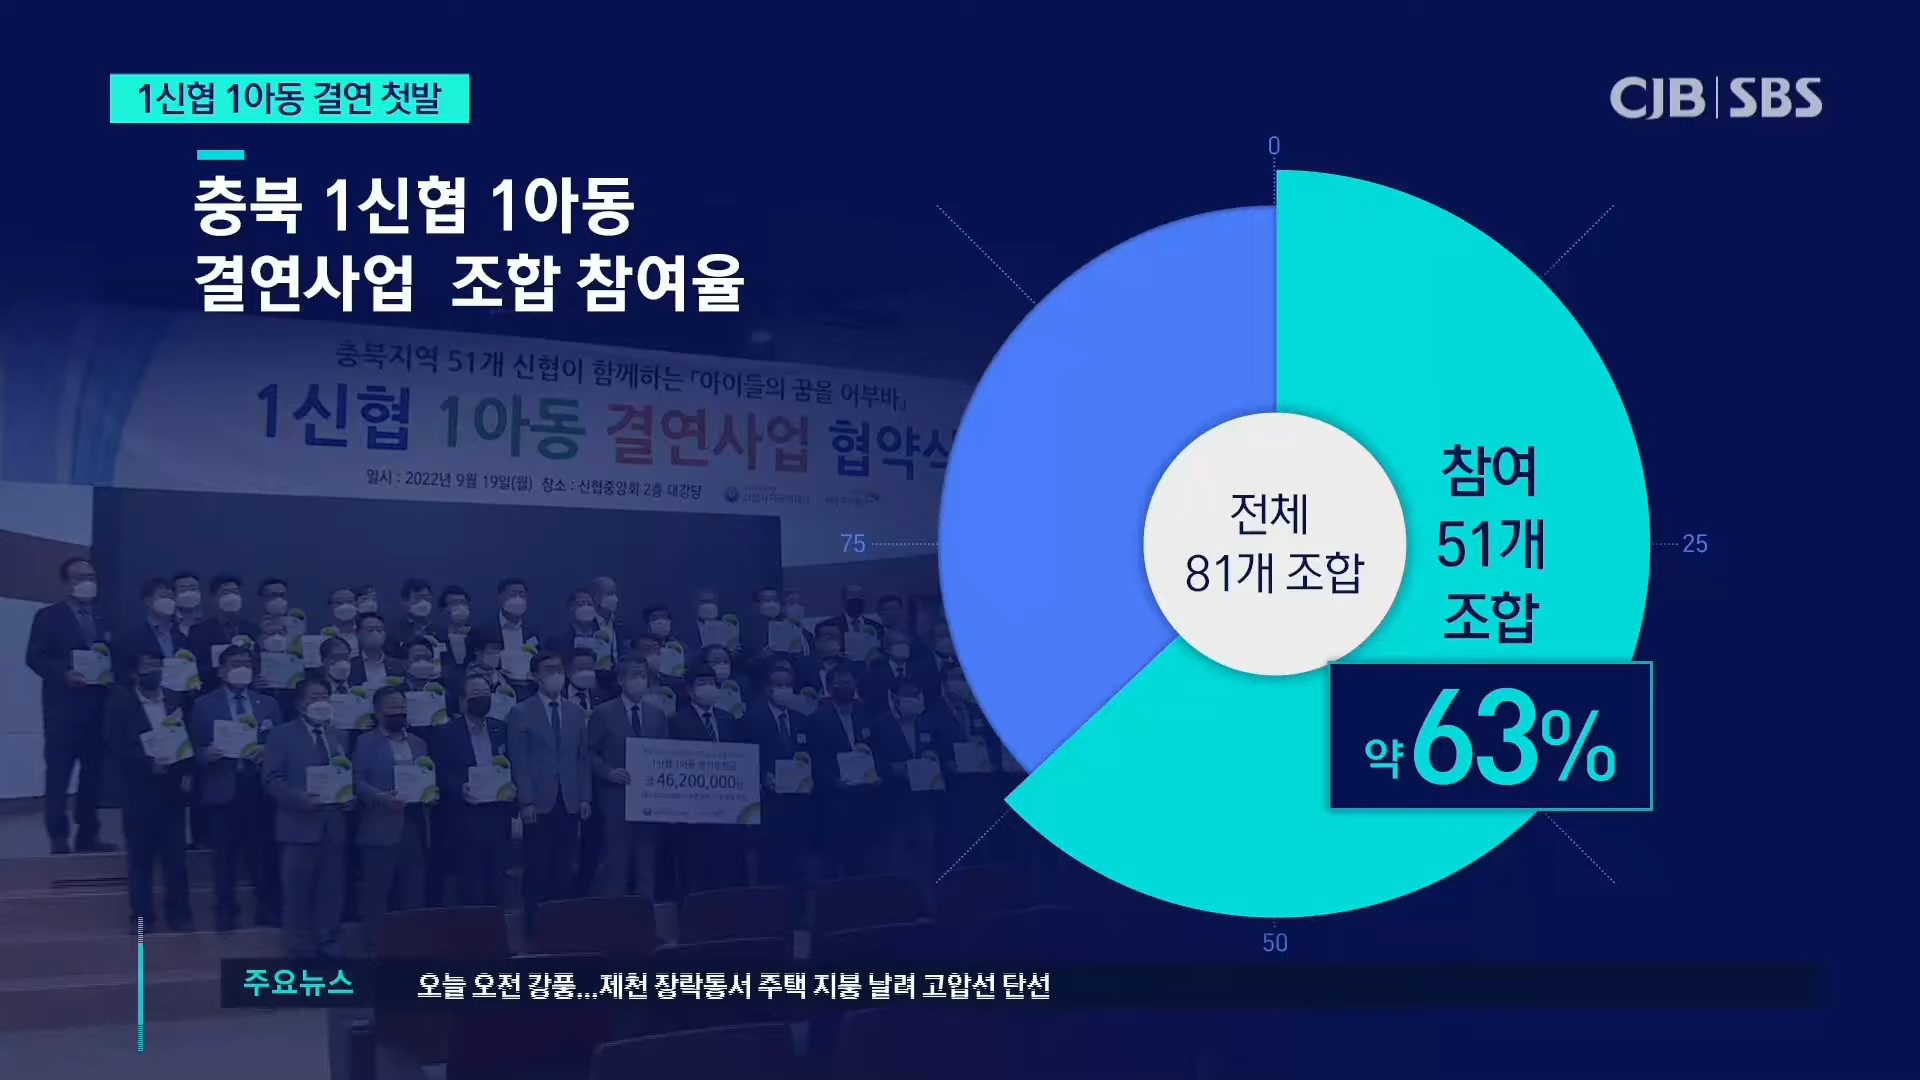 1신협 1아동 결연 첫발
CJB SBS
충북 1신협 1아동
결연사업 조합 참여율
충북지역 51개 신협이 함께하는 「아이들의 꿈을 어부바」
1신협 1아동 결연사업 협약식
일시 : 2022년 9월 19일(월) 장소 : 신협중앙회 2층 대강당
46,200,000원
0
25
50
75
전체
81개 조합
참여
51개
조합
약 63%
주요뉴스 오늘 오전 강풍...제천 장락통서 주택 지붕 날려 고압선 단선